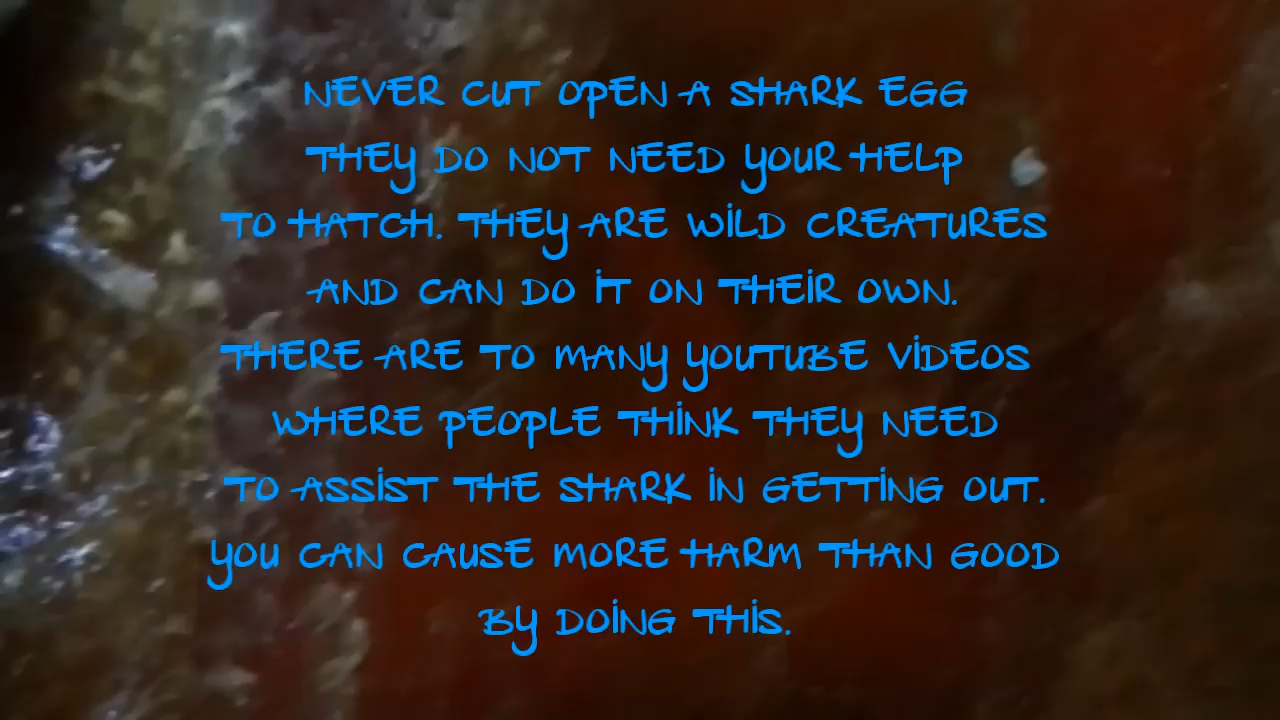 NEVER CUT OPEN A SHARK EGG
THEY DO NOT NEED YOUR HELP
TO HATCH. THEY ARE WILD CREATURES
AND CAN DO IT ON THEIR OWN.
THERE ARE TO MANY YOUTUBE VIDEOS
WHERE PEOPLE THINK THEY NEED
TO ASSIST THE SHARK IN GETTING OUT.
YOU CAN CAUSE MORE HARM THAN GOOD
BY DOING THIS.